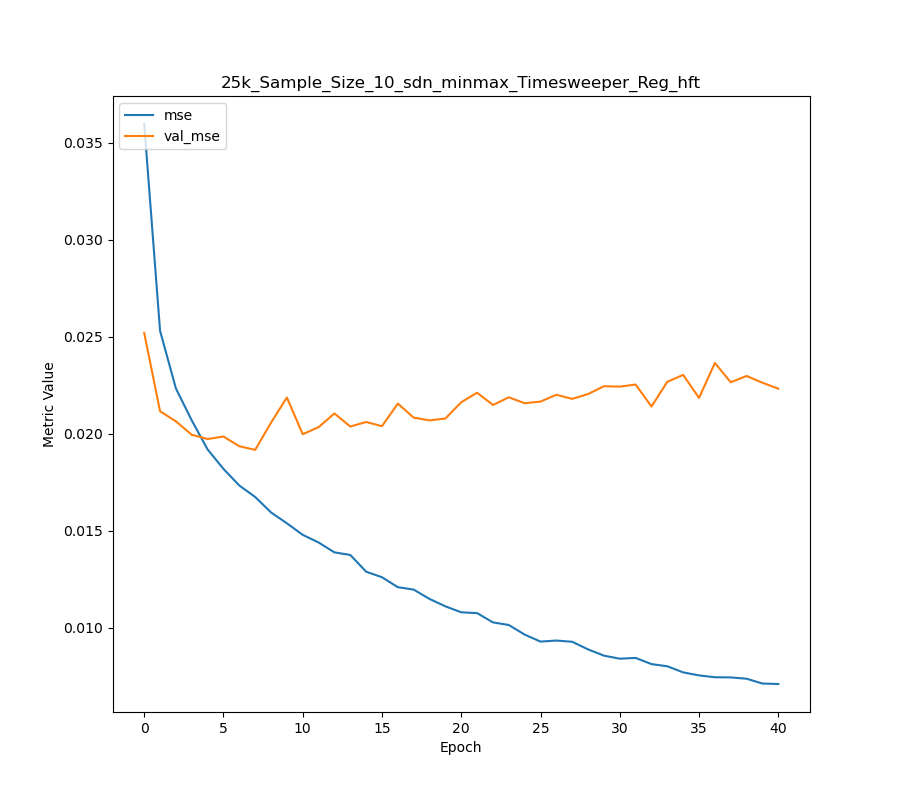 25k_Sample_Size_10_sdn_minmax_Timesweeper_Reg_hft
mse
val_mse
0.035
0.030
0.025
0.020
0.015
0.010
Metric Value
0 5 10 15 20 25 30 35 40
Epoch